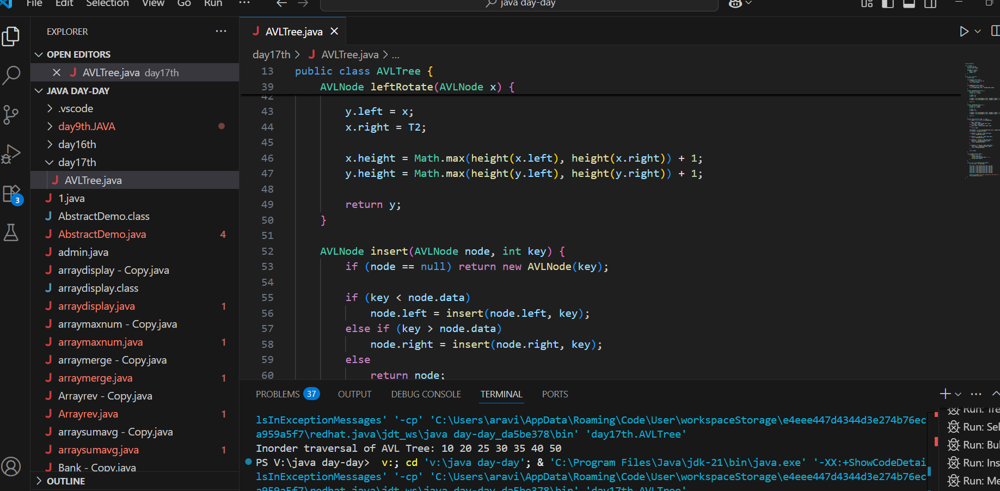 File Edit Selection View Go Run ...
java day-day
EXPLORER
OPEN EDITORS
AVLTree.java day17th
JAVA DAY-DAY
.vscode
day9th.JAVA
day16th
day17th
AVLTree.java
1.java
AbstractDemo.class
AbstractDemo.java 4
admin.java
arraydisplay - Copy.java
arraydisplay.class
arraydisplay.java 1
arraymaxnum - Copy.java
arraymaxnum.java 1
arraymerge - Copy.java
arraymerge.java 1
Arrayrev - Copy.java
Arrayrev.java 1
arraysumavg - Copy.java
arraysumavg.java 1
Bank - Copy.java
OUTLINE
3
AVLTree.java
day17th > AVLTree.java > ...
13 public class AVLTree {
39 AVLNode leftRotate(AVLNode x) {
42
43 y.left = x;
44 x.right = T2;
45
46 x.height = Math.max(height(x.left), height(x.right)) + 1;
47 y.height = Math.max(height(y.left), height(y.right)) + 1;
48
49 return y;
50 }
51
52 AVLNode insert(AVLNode node, int key) {
53 if (node == null) return new AVLNode(key);
54
55 if (key < node.data)
56 node.left = insert(node.left, key);
57 else if (key > node.data)
58 node.right = insert(node.right, key);
59 else
60 return node;
PROBLEMS 37 OUTPUT DEBUG CONSOLE TERMINAL PORTS
lsInExceptionMessages' '-cp' 'C:\Users\aravi\AppData\Roaming\Code\User\workspaceStorage\e4eee447d4344d3e274b76ec
a959a5f7\redhat.java\jdt_ws\java day-day_da5be378\bin' 'day17th.AVLTree'
Inorder traversal of AVL Tree: 10 20 25 30 35 40 50
PS V:\java day-day> v:; cd 'v:\java day-day'; & 'C:\Program Files\Java\jdk-21\bin\java.exe' '-XX:+ShowCodeDetai
lsInExceptionMessages' '-cp' 'C:\Users\aravi\AppData\Roaming\Code\User\workspaceStorage\e4eee447d4344d3e274b76ec
a959a5f7\redhat.java\jdt_ws\java day-day_da5be378\bin' 'day17th.AVLTree'
Run: Tre
Run: Sel
Run: Bul
Run: Ins
Run: Me